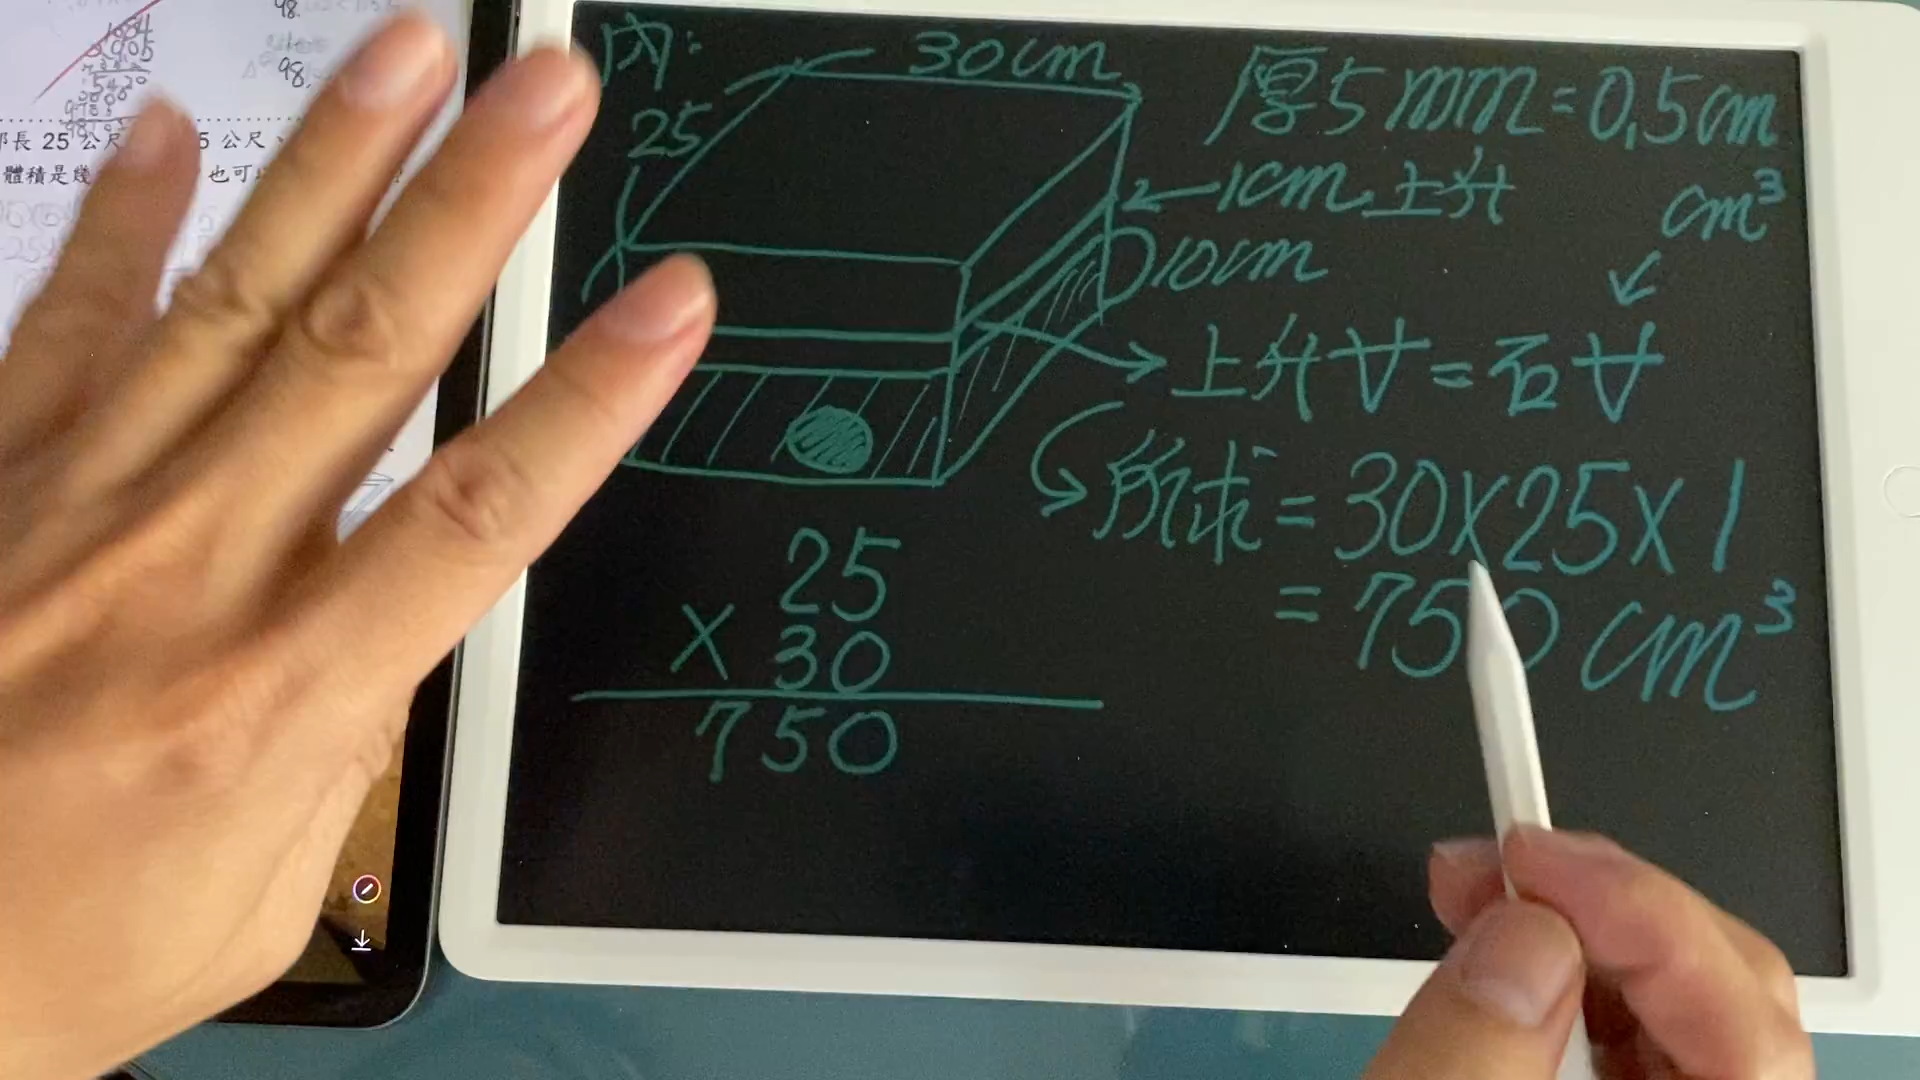 內:
30cm
25
厚5mm=0.5cm
←1cm上升
cm³
10cm
上升V=石V
所求=30×25×1
=750cm³
25
×30
750
長 25 公尺
5 公尺、
體積是幾
也可